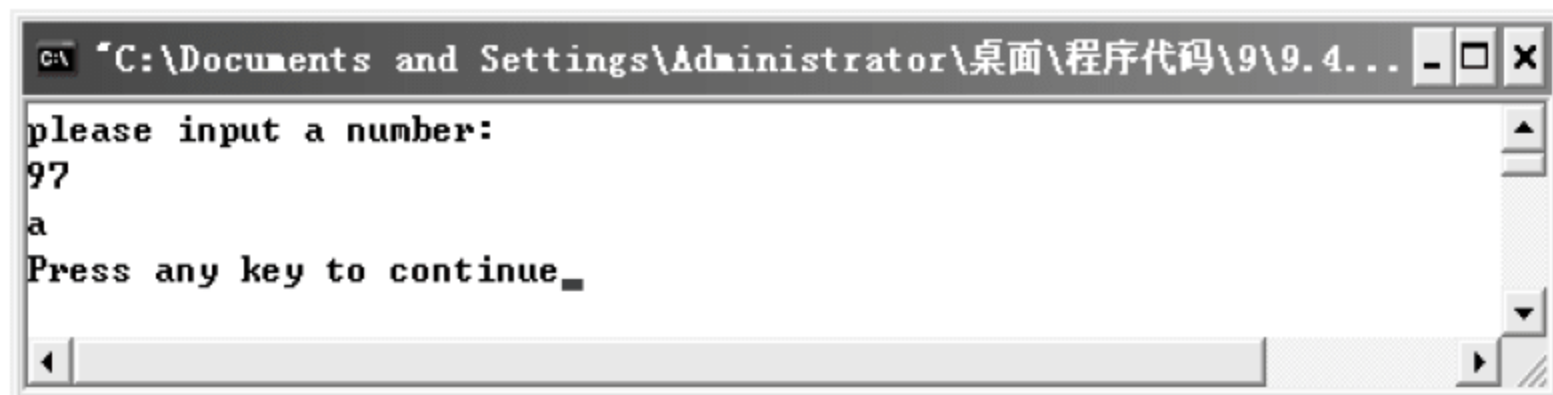 "C:\Documents and Settings\Administrator\桌面\程序代码\9\9.4...
please input a number:
97
a
Press any key to continue_